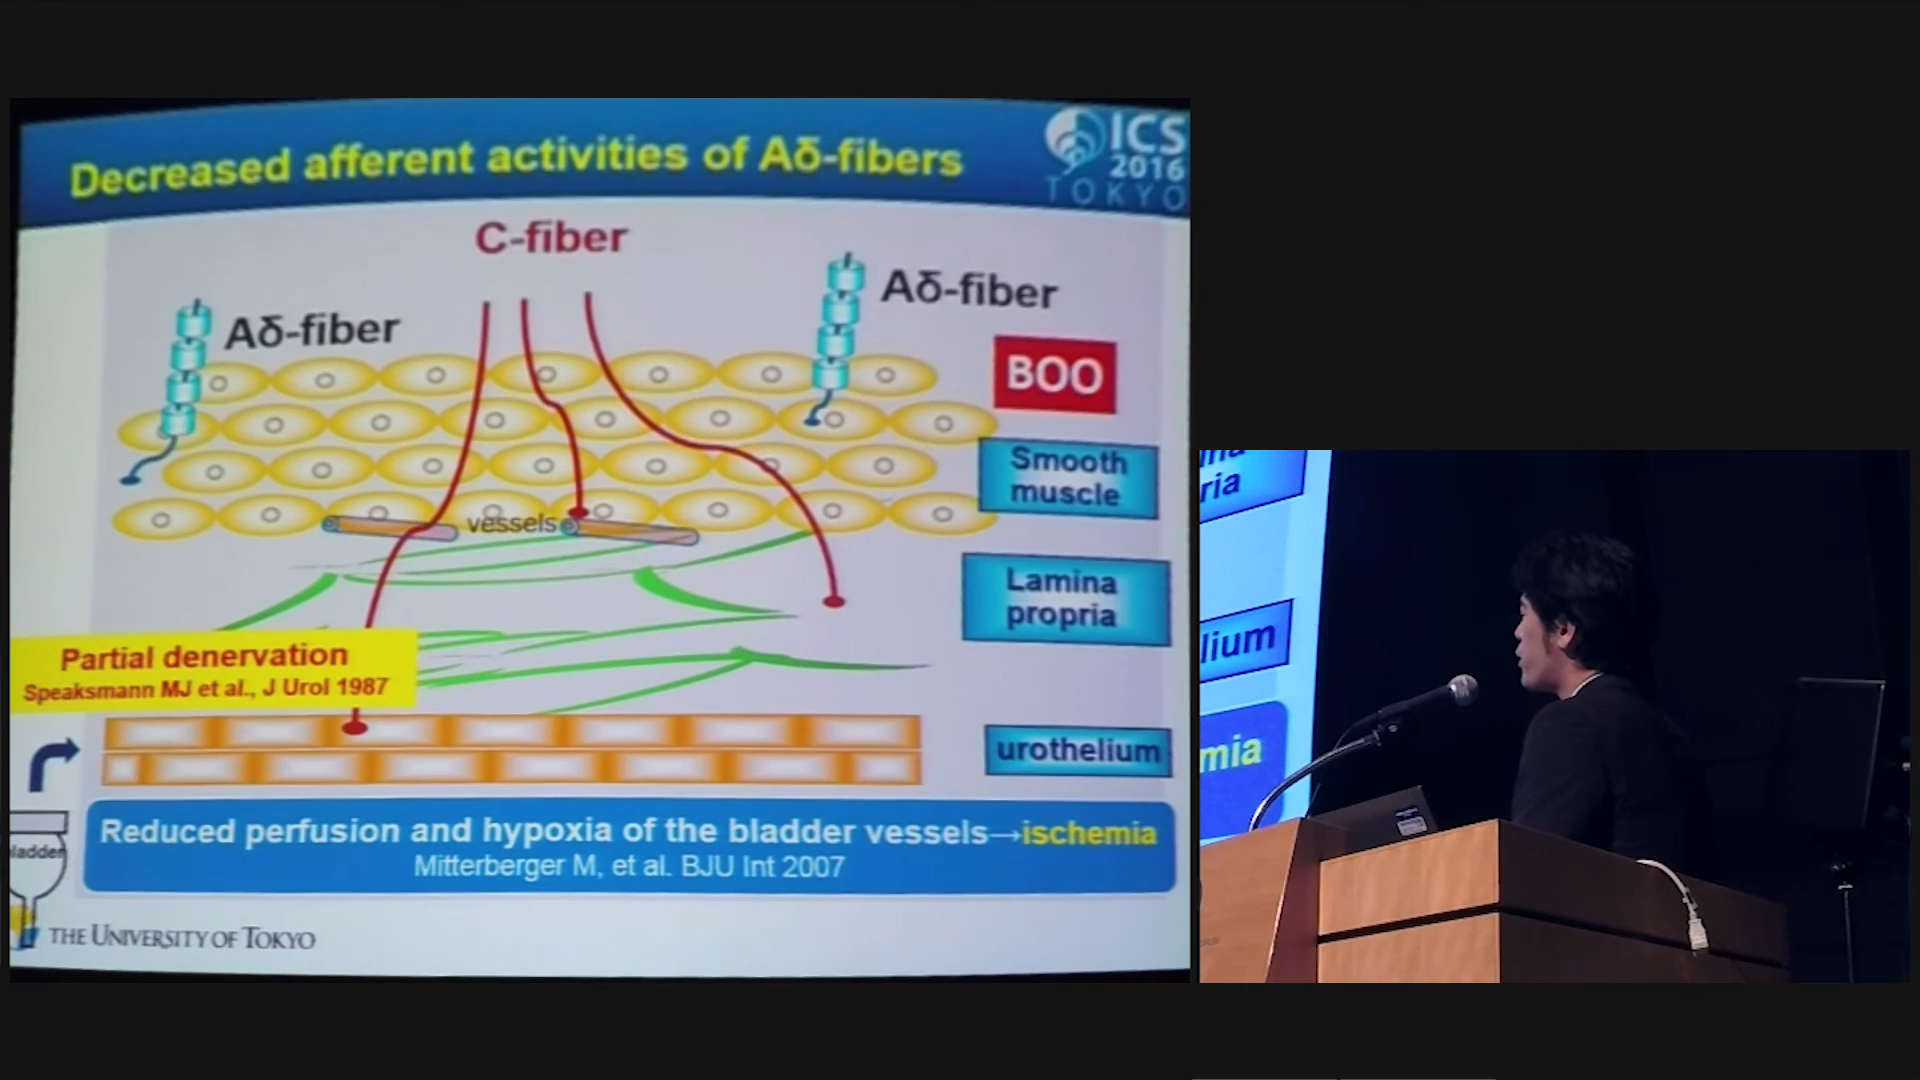 Decreased afferent activities of Aδ-fibers
ICS
2016
TOKYO
C-fiber
Aδ-fiber
Aδ-fiber
BOO
Smooth
muscle
vessels
Lamina
propria
Partial denervation
Speaksmann MJ et al., J Urol 1987
urothelium
Reduced perfusion and hypoxia of the bladder vessels→ischemia
Mitterberger M, et al. BJU Int 2007
ladder
THE UNIVERSITY OF TOKYO
ria
lium
mia